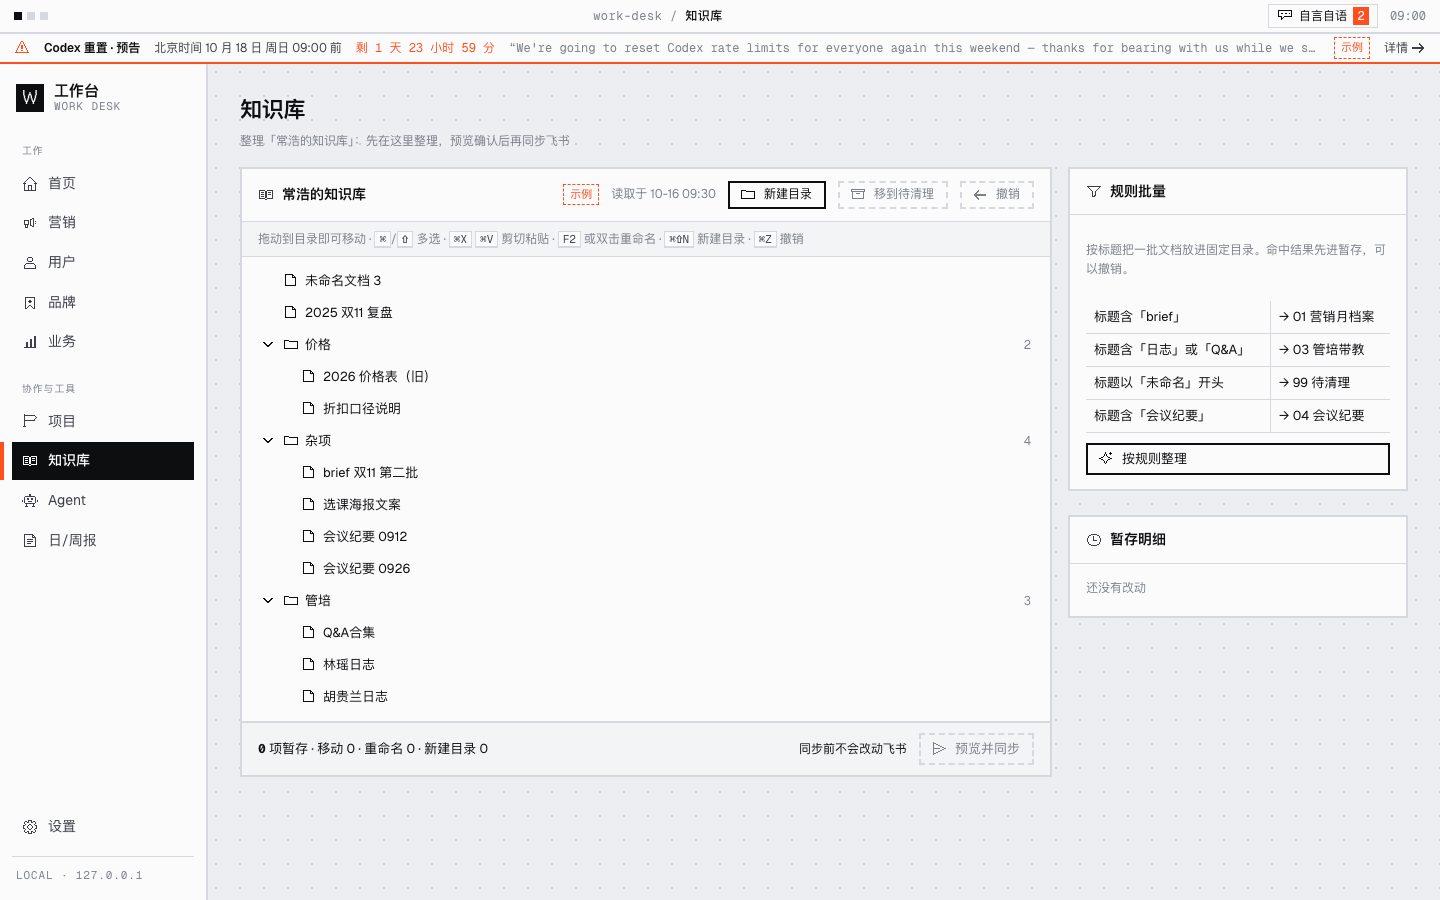 work-desk / 知识库
自言自语 2
09:00
Codex 重置 · 预告 北京时间 10 月 18 日 周日 09:00 前 剩 1 天 23 小时 59 分 “We're going to reset Codex rate limits for everyone again this weekend — thanks for bearing with us while we s… 示例 详情
W 工作台
WORK DESK
工作
首页
营销
用户
品牌
业务
协作与工具
项目
知识库
Agent
日/周报
设置
LOCAL · 127.0.0.1
知识库
整理「常浩的知识库」：先在这里整理，预览确认后再同步飞书
常浩的知识库 示例 读取于 10-16 09:30 新建目录 移到待清理 撤销
拖动到目录即可移动 · ⌘/⇧ 多选 · ⌘X ⌘V 剪切粘贴 · F2 或双击重命名 · ⌘⇧N 新建目录 · ⌘Z 撤销
未命名文档 3
2025 双11 复盘
价格 2
2026 价格表（旧）
折扣口径说明
杂项 4
brief 双11 第二批
选课海报文案
会议纪要 0912
会议纪要 0926
管培 3
Q&A合集
林瑶日志
胡贵兰日志
0 项暂存 · 移动 0 · 重命名 0 · 新建目录 0
同步前不会改动飞书 预览并同步
规则批量
按标题把一批文档放进固定目录。命中结果先进暂存，可
以撤销。
标题含「brief」 → 01 营销月档案
标题含「日志」或「Q&A」 → 03 管培带教
标题以「未命名」开头 → 99 待清理
标题含「会议纪要」 → 04 会议纪要
按规则整理
暂存明细
还没有改动